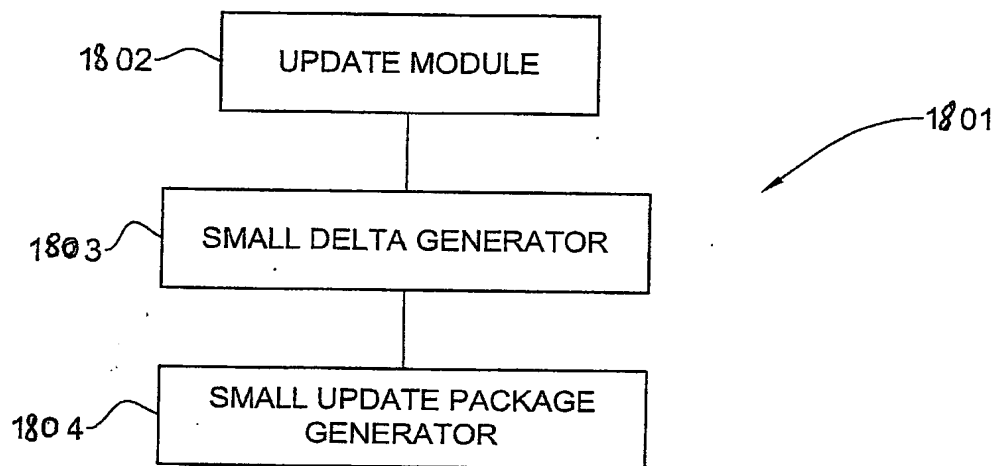 1802
UPDATE MODULE
1801
1803
SMALL DELTA GENERATOR
1804
SMALL UPDATE PACKAGE
GENERATOR